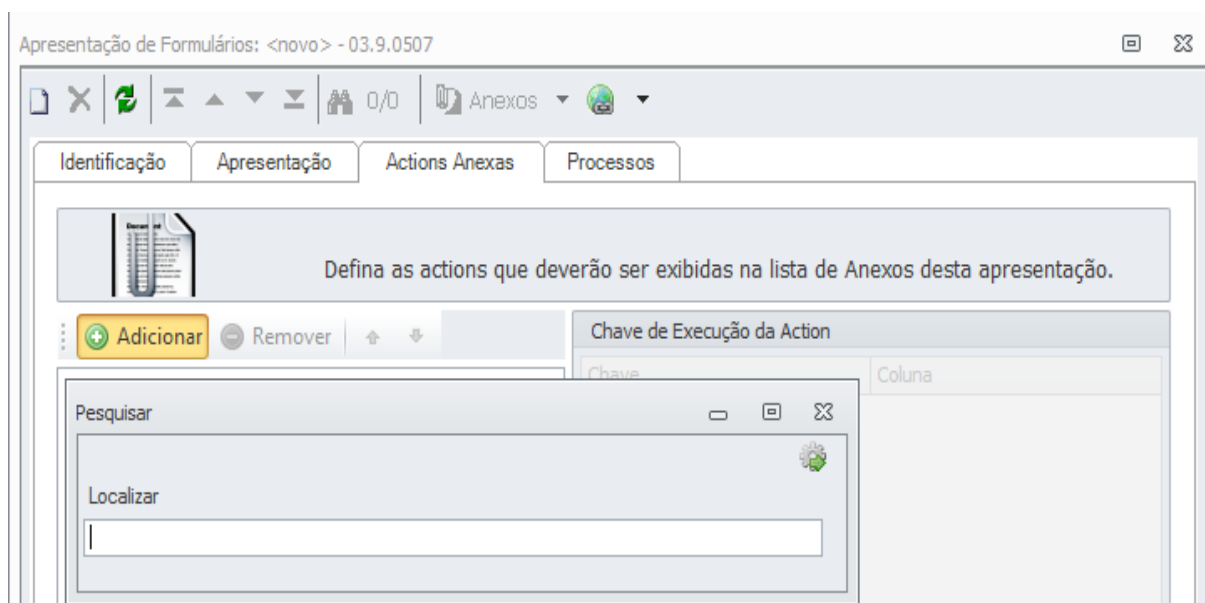 Apresentação de Formulários: <novo> - 03.9.0507
0/0 Anexos
Identificação Apresentação Actions Anexas Processos
Document
Defina as actions que deverão ser exibidas na lista de Anexos desta apresentação.
Adicionar Remover
Chave de Execução da Action
Chave Coluna
Pesquisar
Localizar